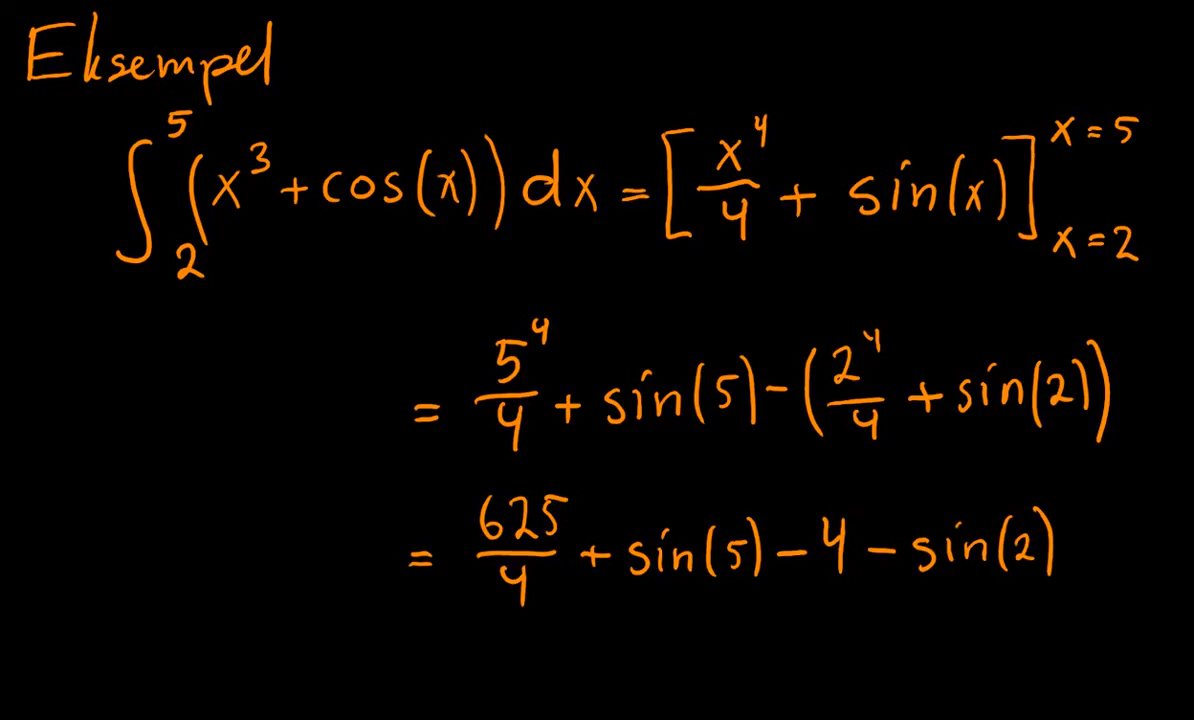 Eksempel
∫₂⁵ (x³ + cos(x)) dx = [x⁴/4 + sin(x)]ₓ₌₂ˣ⁼⁵
= 5⁴/4 + sin(5) - (2⁴/4 + sin(2))
= 625/4 + sin(5) - 4 - sin(2)